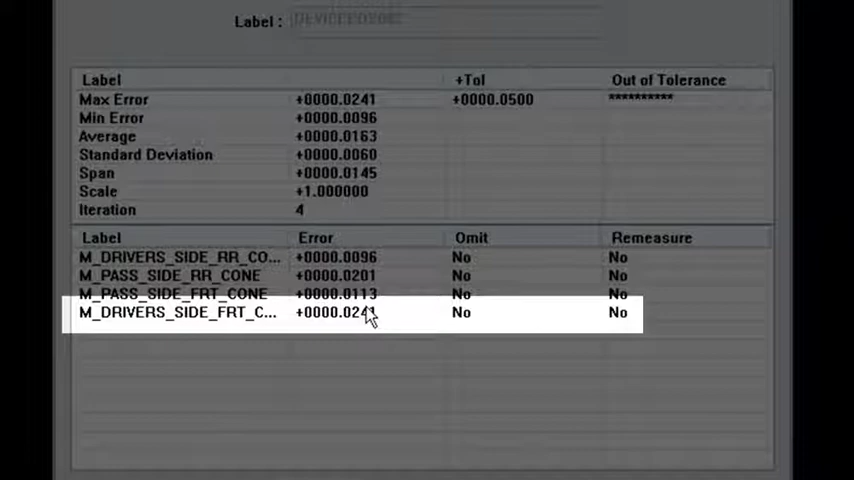 Label :
Label +Tol Out of Tolerance
Max Error +0000.0241 +0000.0500 **********
Min Error +0000.0096
Average +0000.0163
Standard Deviation +0000.0060
Span +0000.0145
Scale +1.000000
Iteration 4
Label Error Omit Remeasure
M_DRIVERS_SIDE_RR_CO... +0000.0096 No No
M_PASS_SIDE_RR_CONE +0000.0201 No No
M_PASS_SIDE_FRT_CONE +0000.0113 No No
M_DRIVERS_SIDE_FRT_C... +0000.0241 No No